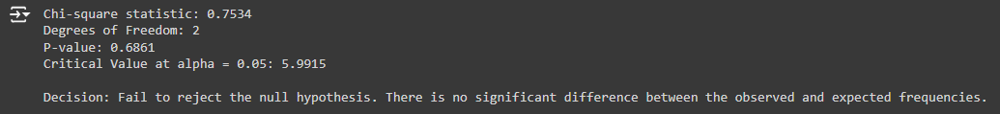 Chi-square statistic: 0.7534
Degrees of Freedom: 2
P-value: 0.6861
Critical Value at alpha = 0.05: 5.9915
Decision: Fail to reject the null hypothesis. There is no significant difference between the observed and expected frequencies.